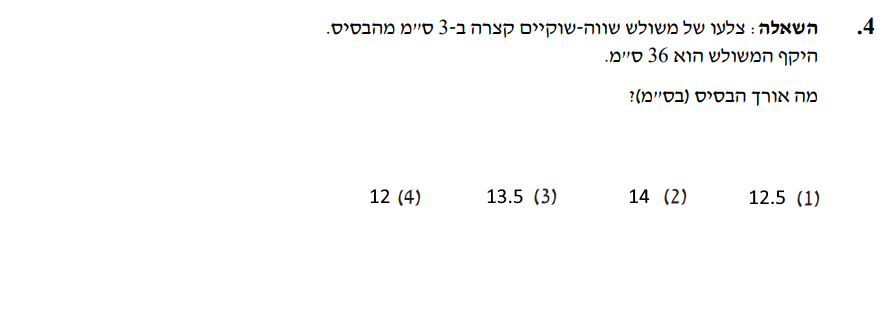 4. השאלה: צלעו של משולש שווה-שוקיים קצרה ב-3 ס״מ מהבסיס.
היקף המשולש הוא 36 ס״מ.
מה אורך הבסיס (בס״מ)?
(1) 12.5 (2) 14 (3) 13.5 (4) 12